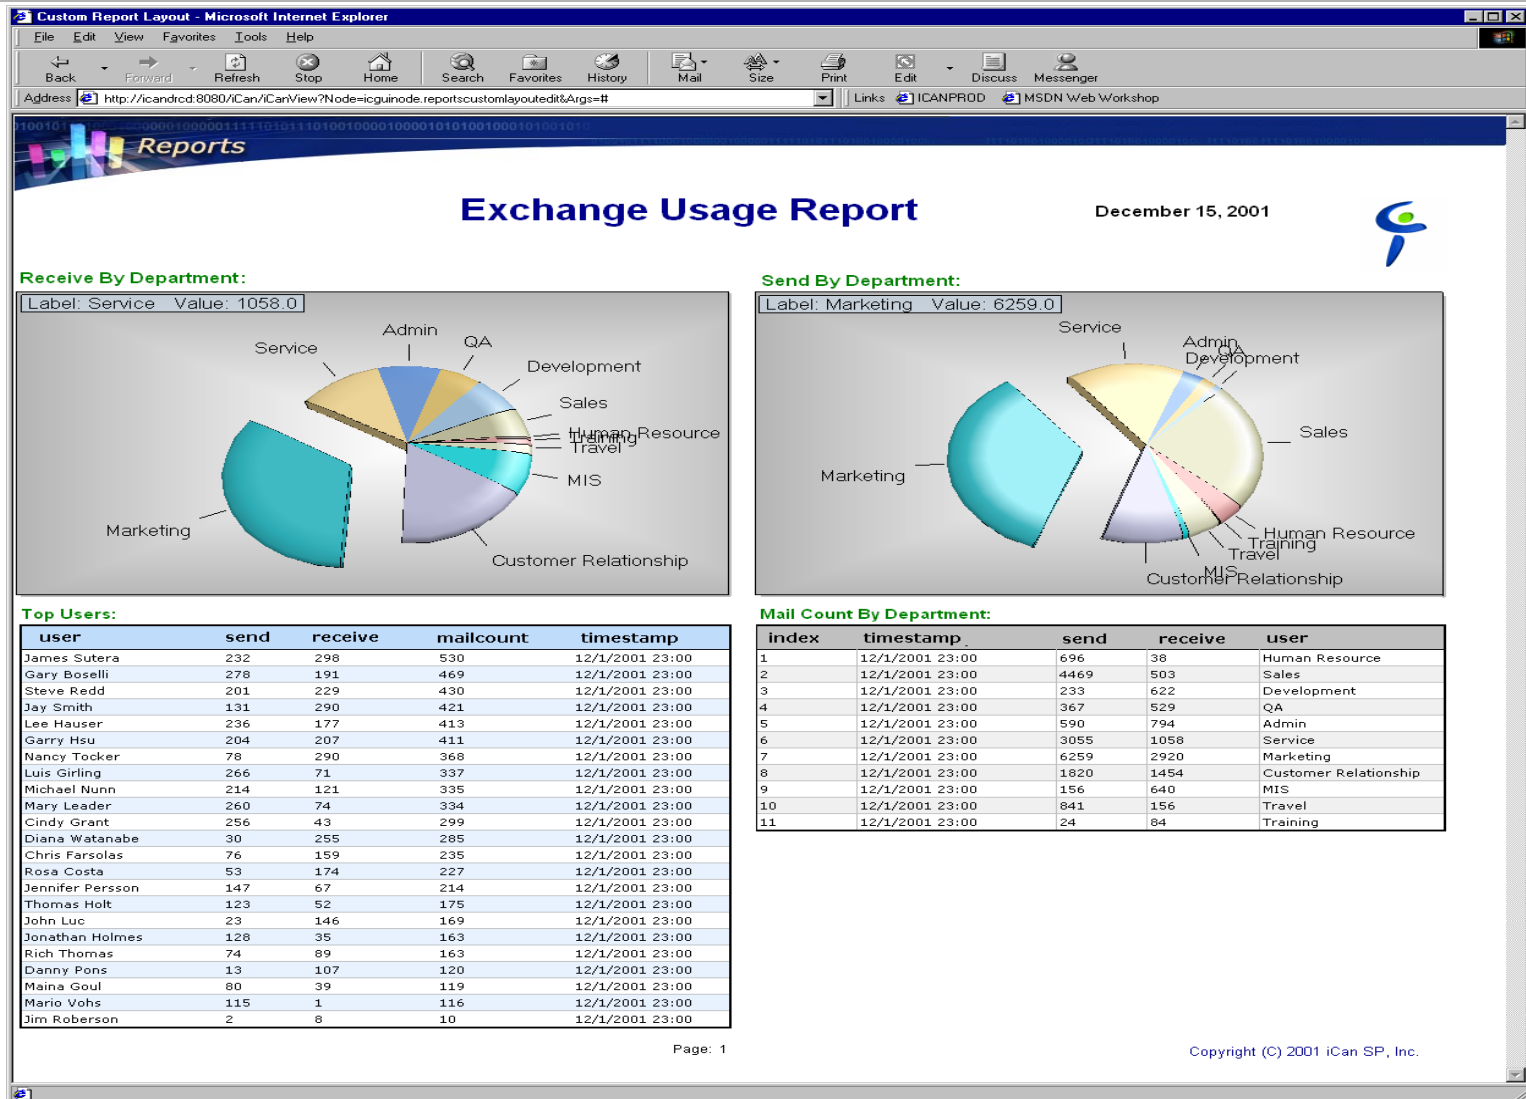 Custom Report Layout - Microsoft Internet Explorer
File Edit View Favorites Tools Help
Back Forward Refresh Stop Home Search Favorites History Mail Size Print Edit Discuss Messenger
Address http://icandrcd:8080/iCan/iCanView?Node=icguinode.reportscustomlayoutedit&Args=# Links ICANPROD MSDN Web Workshop
Reports
Exchange Usage Report
December 15, 2001
Receive By Department:
Label: Service Value: 1058.0
Admin
QA
Service
Development
Sales
Human Resource
Training
Travel
MIS
Marketing
Customer Relationship
Send By Department:
Label: Marketing Value: 6259.0
Service
Admin
QA
Development
Sales
Marketing
Human Resource
Training
Travel
MIS
Customer Relationship
Top Users:
user send receive mailcount timestamp
James Sutera 232 298 530 12/1/2001 23:00
Gary Boselli 278 191 469 12/1/2001 23:00
Steve Redd 201 229 430 12/1/2001 23:00
Jay Smith 131 290 421 12/1/2001 23:00
Lee Hauser 236 177 413 12/1/2001 23:00
Garry Hsu 204 207 411 12/1/2001 23:00
Nancy Tocker 78 290 368 12/1/2001 23:00
Luis Girling 266 71 337 12/1/2001 23:00
Michael Nunn 214 121 335 12/1/2001 23:00
Mary Leader 260 74 334 12/1/2001 23:00
Cindy Grant 256 43 299 12/1/2001 23:00
Diana Watanabe 30 255 285 12/1/2001 23:00
Chris Farsolas 76 159 235 12/1/2001 23:00
Rosa Costa 53 174 227 12/1/2001 23:00
Jennifer Persson 147 67 214 12/1/2001 23:00
Thomas Holt 123 52 175 12/1/2001 23:00
John Luc 23 146 169 12/1/2001 23:00
Jonathan Holmes 128 35 163 12/1/2001 23:00
Rich Thomas 74 89 163 12/1/2001 23:00
Danny Pons 13 107 120 12/1/2001 23:00
Maina Goul 80 39 119 12/1/2001 23:00
Mario Vohs 115 1 116 12/1/2001 23:00
Jim Roberson 2 8 10 12/1/2001 23:00
Mail Count By Department:
index timestamp send receive user
1 12/1/2001 23:00 696 38 Human Resource
2 12/1/2001 23:00 4469 503 Sales
3 12/1/2001 23:00 233 622 Development
4 12/1/2001 23:00 367 529 QA
5 12/1/2001 23:00 590 794 Admin
6 12/1/2001 23:00 3055 1058 Service
7 12/1/2001 23:00 6259 2920 Marketing
8 12/1/2001 23:00 1820 1454 Customer Relationship
9 12/1/2001 23:00 156 640 MIS
10 12/1/2001 23:00 841 156 Travel
11 12/1/2001 23:00 24 84 Training
Page: 1
Copyright (C) 2001 iCan SP, Inc.